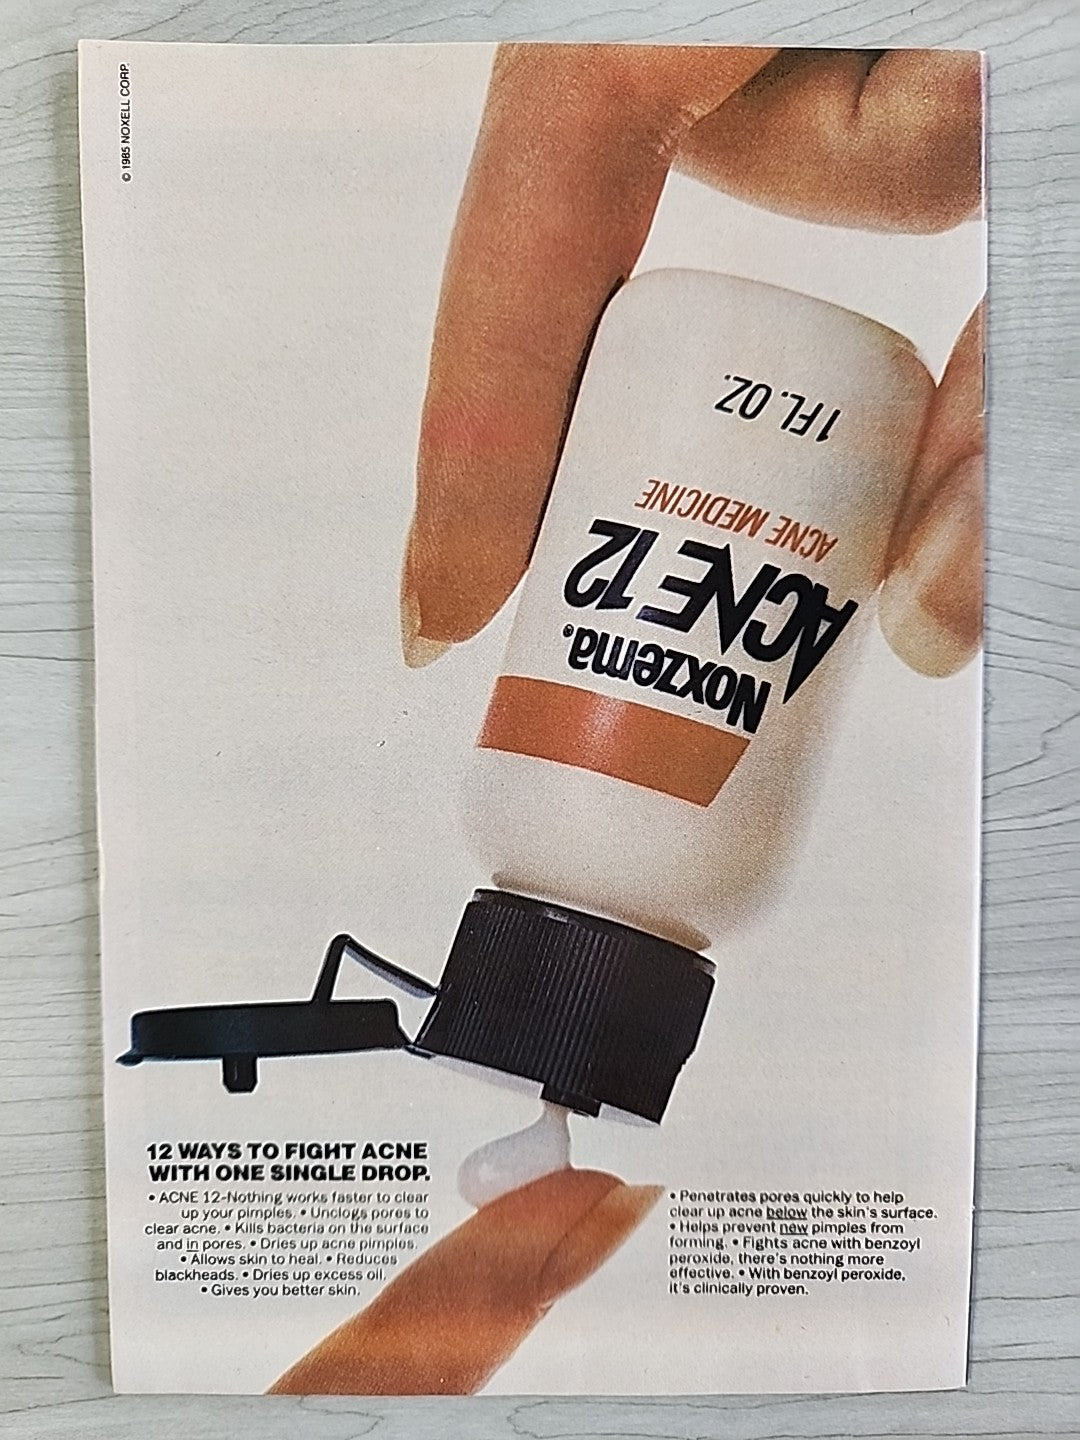 © 1985 NOXELL CORP.
1 FL. OZ.
ACNE MEDICINE
ACNE 12
Noxzema®
12 WAYS TO FIGHT ACNE
WITH ONE SINGLE DROP.
• ACNE 12-Nothing works faster to clear
up your pimples. • Unclogs pores to
clear acne. • Kills bacteria on the surface
and in pores. • Dries up acne pimples.
• Allows skin to heal. • Reduces
blackheads. • Dries up excess oil.
• Gives you better skin.
• Penetrates pores quickly to help
clear up acne below the skin's surface.
• Helps prevent new pimples from
forming. • Fights acne with benzoyl
peroxide, there's nothing more
effective. • With benzoyl peroxide,
it's clinically proven.